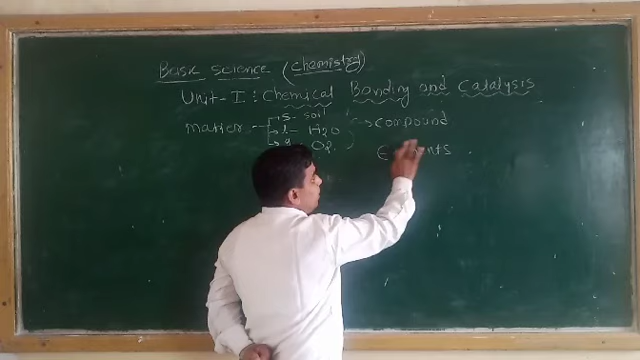 Basic science (chemistry)
Unit-I: Chemical Bonding and Catalysis
matter s- soil
l- H2O compound
g O2